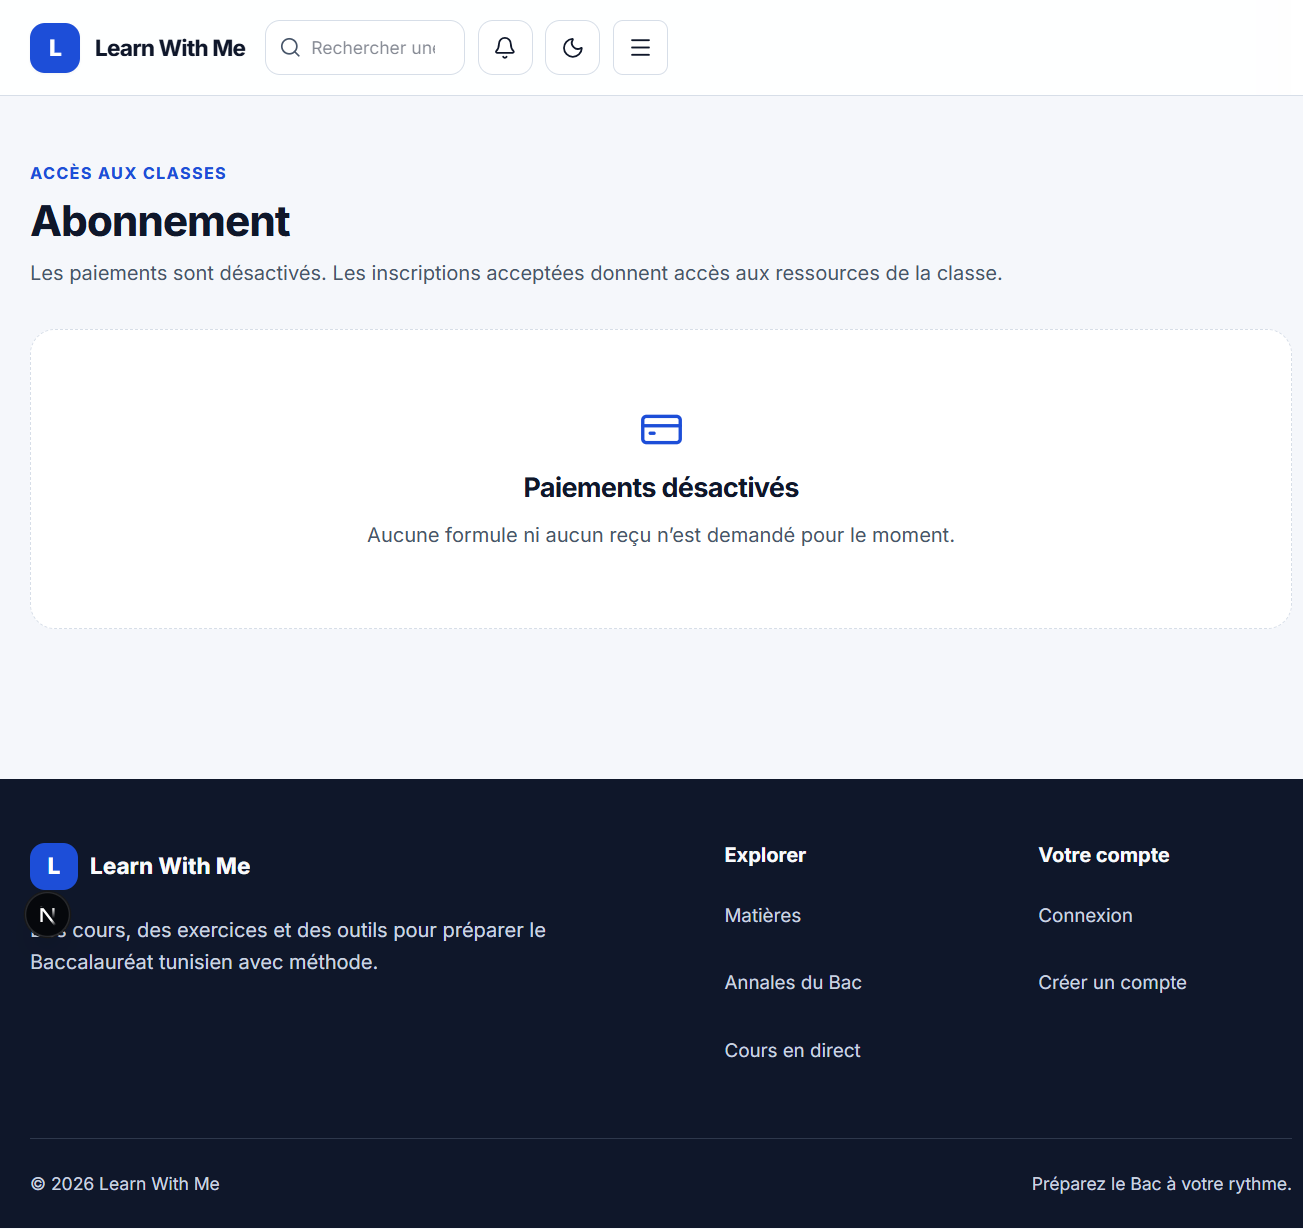 L Learn With Me Rechercher une
ACCÈS AUX CLASSES
Abonnement
Les paiements sont désactivés. Les inscriptions acceptées donnent accès aux ressources de la classe.
Paiements désactivés
Aucune formule ni aucun reçu n’est demandé pour le moment.
L Learn With Me
N
cours, des exercices et des outils pour préparer le
Baccalauréat tunisien avec méthode.
Explorer
Matières
Annales du Bac
Cours en direct
Votre compte
Connexion
Créer un compte
© 2026 Learn With Me
Préparez le Bac à votre rythme.